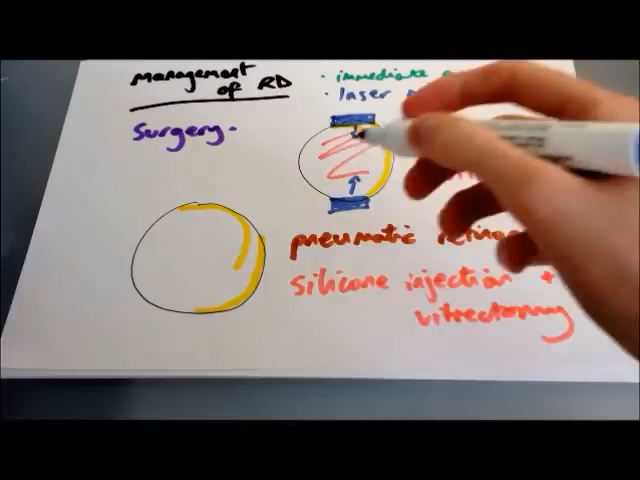 management
of RD
· immediate
· laser
Surgery-
pneumatic
silicone injection +
vitrectomy